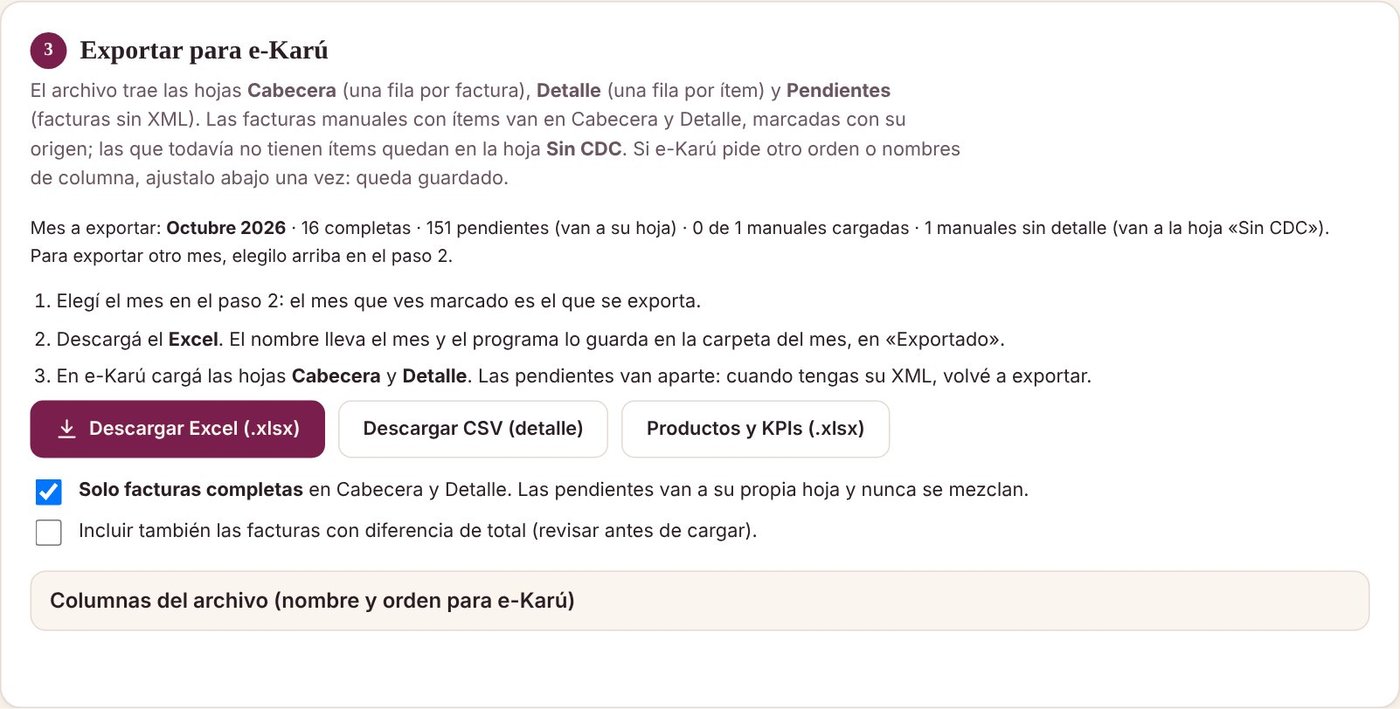 3 Exportar para e-Karú
El archivo trae las hojas Cabecera (una fila por factura), Detalle (una fila por ítem) y Pendientes
(facturas sin XML). Las facturas manuales con ítems van en Cabecera y Detalle, marcadas con su
origen; las que todavía no tienen ítems quedan en la hoja Sin CDC. Si e-Karú pide otro orden o nombres
de columna, ajustalo abajo una vez: queda guardado.
Mes a exportar: Octubre 2026 · 16 completas · 151 pendientes (van a su hoja) · 0 de 1 manuales cargadas · 1 manuales sin detalle (van a la hoja «Sin CDC»).
Para exportar otro mes, elegilo arriba en el paso 2.
1. Elegí el mes en el paso 2: el mes que ves marcado es el que se exporta.
2. Descargá el Excel. El nombre lleva el mes y el programa lo guarda en la carpeta del mes, en «Exportado».
3. En e-Karú cargá las hojas Cabecera y Detalle. Las pendientes van aparte: cuando tengas su XML, volvé a exportar.
Descargar Excel (.xlsx) Descargar CSV (detalle) Productos y KPIs (.xlsx)
Solo facturas completas en Cabecera y Detalle. Las pendientes van a su propia hoja y nunca se mezclan.
Incluir también las facturas con diferencia de total (revisar antes de cargar).
Columnas del archivo (nombre y orden para e-Karú)